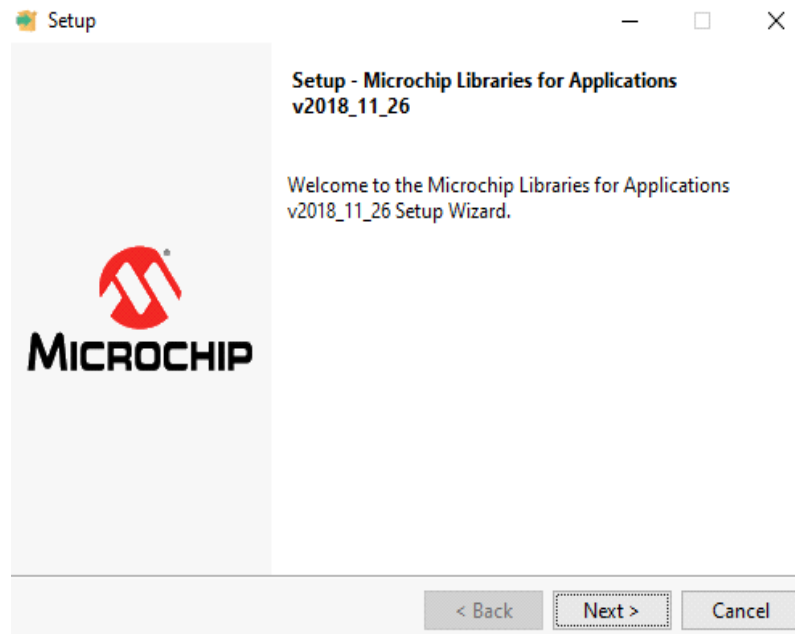 Setup
Setup - Microchip Libraries for Applications
v2018_11_26
Welcome to the Microchip Libraries for Applications
v2018_11_26 Setup Wizard.
MICROCHIP
< Back Next > Cancel